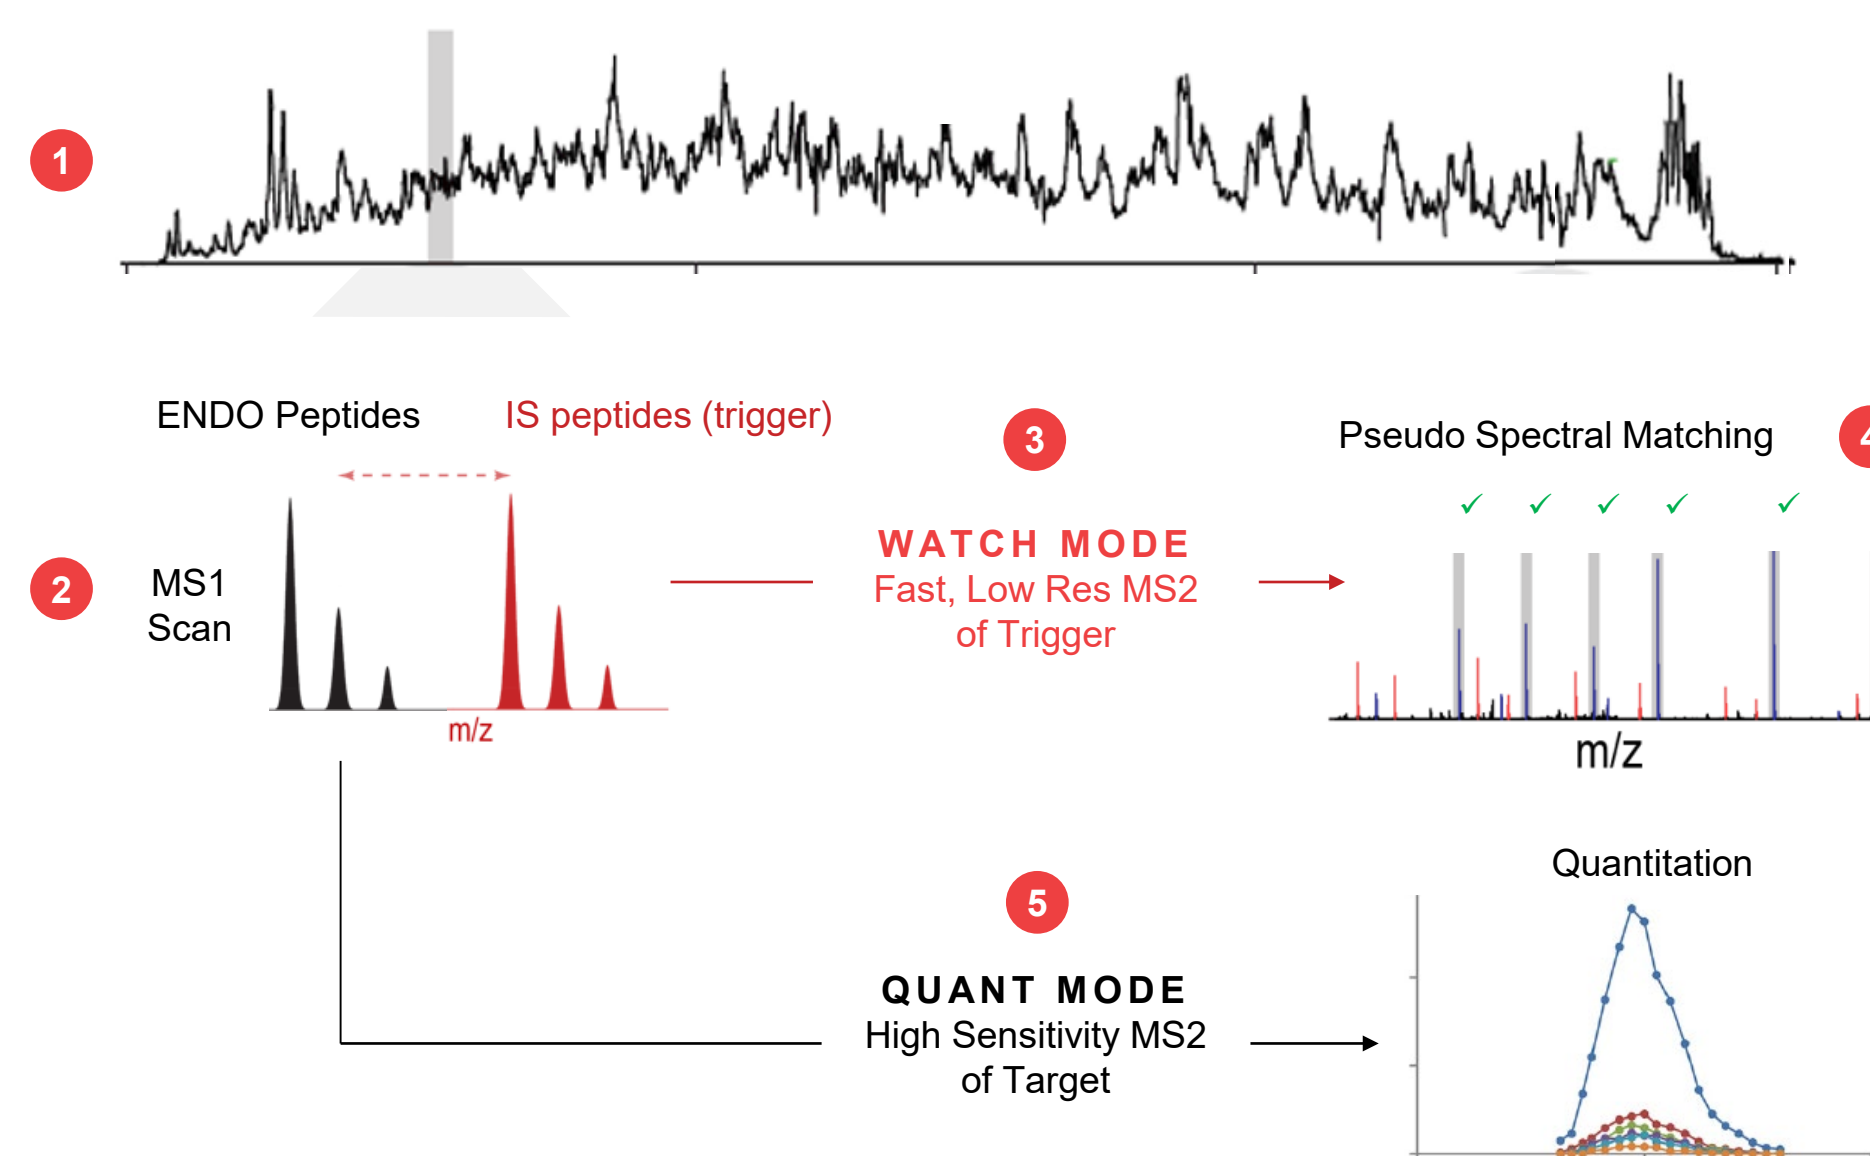 1
ENDO Peptides
IS peptides (trigger)
2
MS1
Scan
m/z
3
WATCH MODE
Fast, Low Res MS2
of Trigger
Pseudo Spectral Matching
4
✓ ✓ ✓ ✓ ✓
m/z
5
QUANT MODE
High Sensitivity MS2
of Target
Quantitation